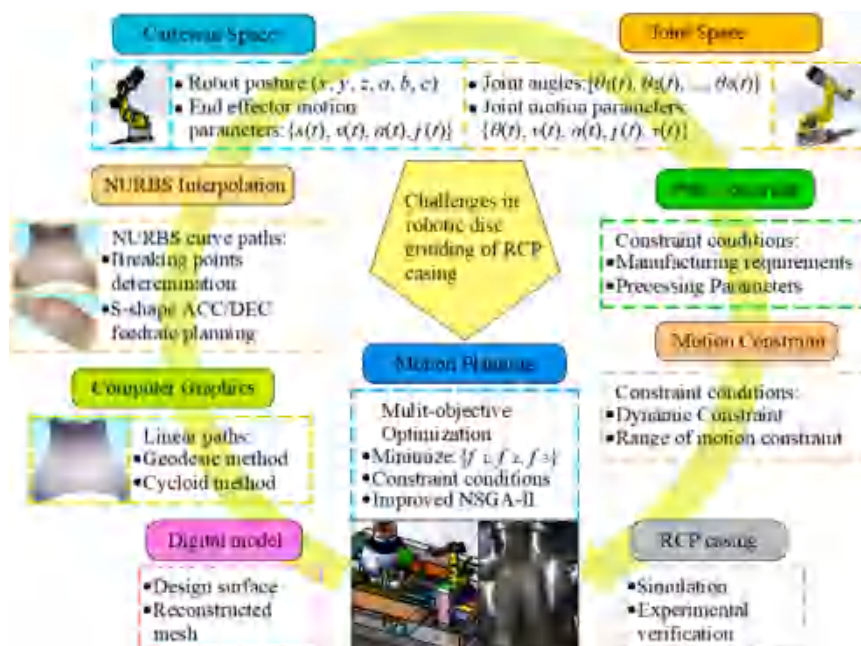 Cartesian Space
Joint Space
• Robot posture (x, y, z, a, b, c)
• End effector motion
parameters: {s(t), v(t), a(t), j(t)}
• Joint angles: {θ₁(t), θ₂(t), ..., θ₆(t)}
• Joint motion parameters:
{θ(t), v(t), a(t), j(t), τ(t)}
NURBS Interpolation
NURBS curve paths:
• Breaking points
determination
• S-shape ACC/DEC
feedrate planning
Challenges in
robotic disc
grinding of RCP
casing
Constraint conditions:
• Manufacturing requirements
• Precessing Parameters
Motion Constraint
Constraint conditions:
• Dynamic Constraint
• Range of motion constraint
Computer Graphics
Linear paths:
• Geodesic method
• Cycloid method
Motion Planning
Mulit-objective
Optimization
• Minimize: {f 1, f 2, f 3}
• Constraint conditions
• Improved NSGA-II
Digital model
• Design surface
• Reconstructed
mesh
RCP casing
• Simulation
• Experimental
verification